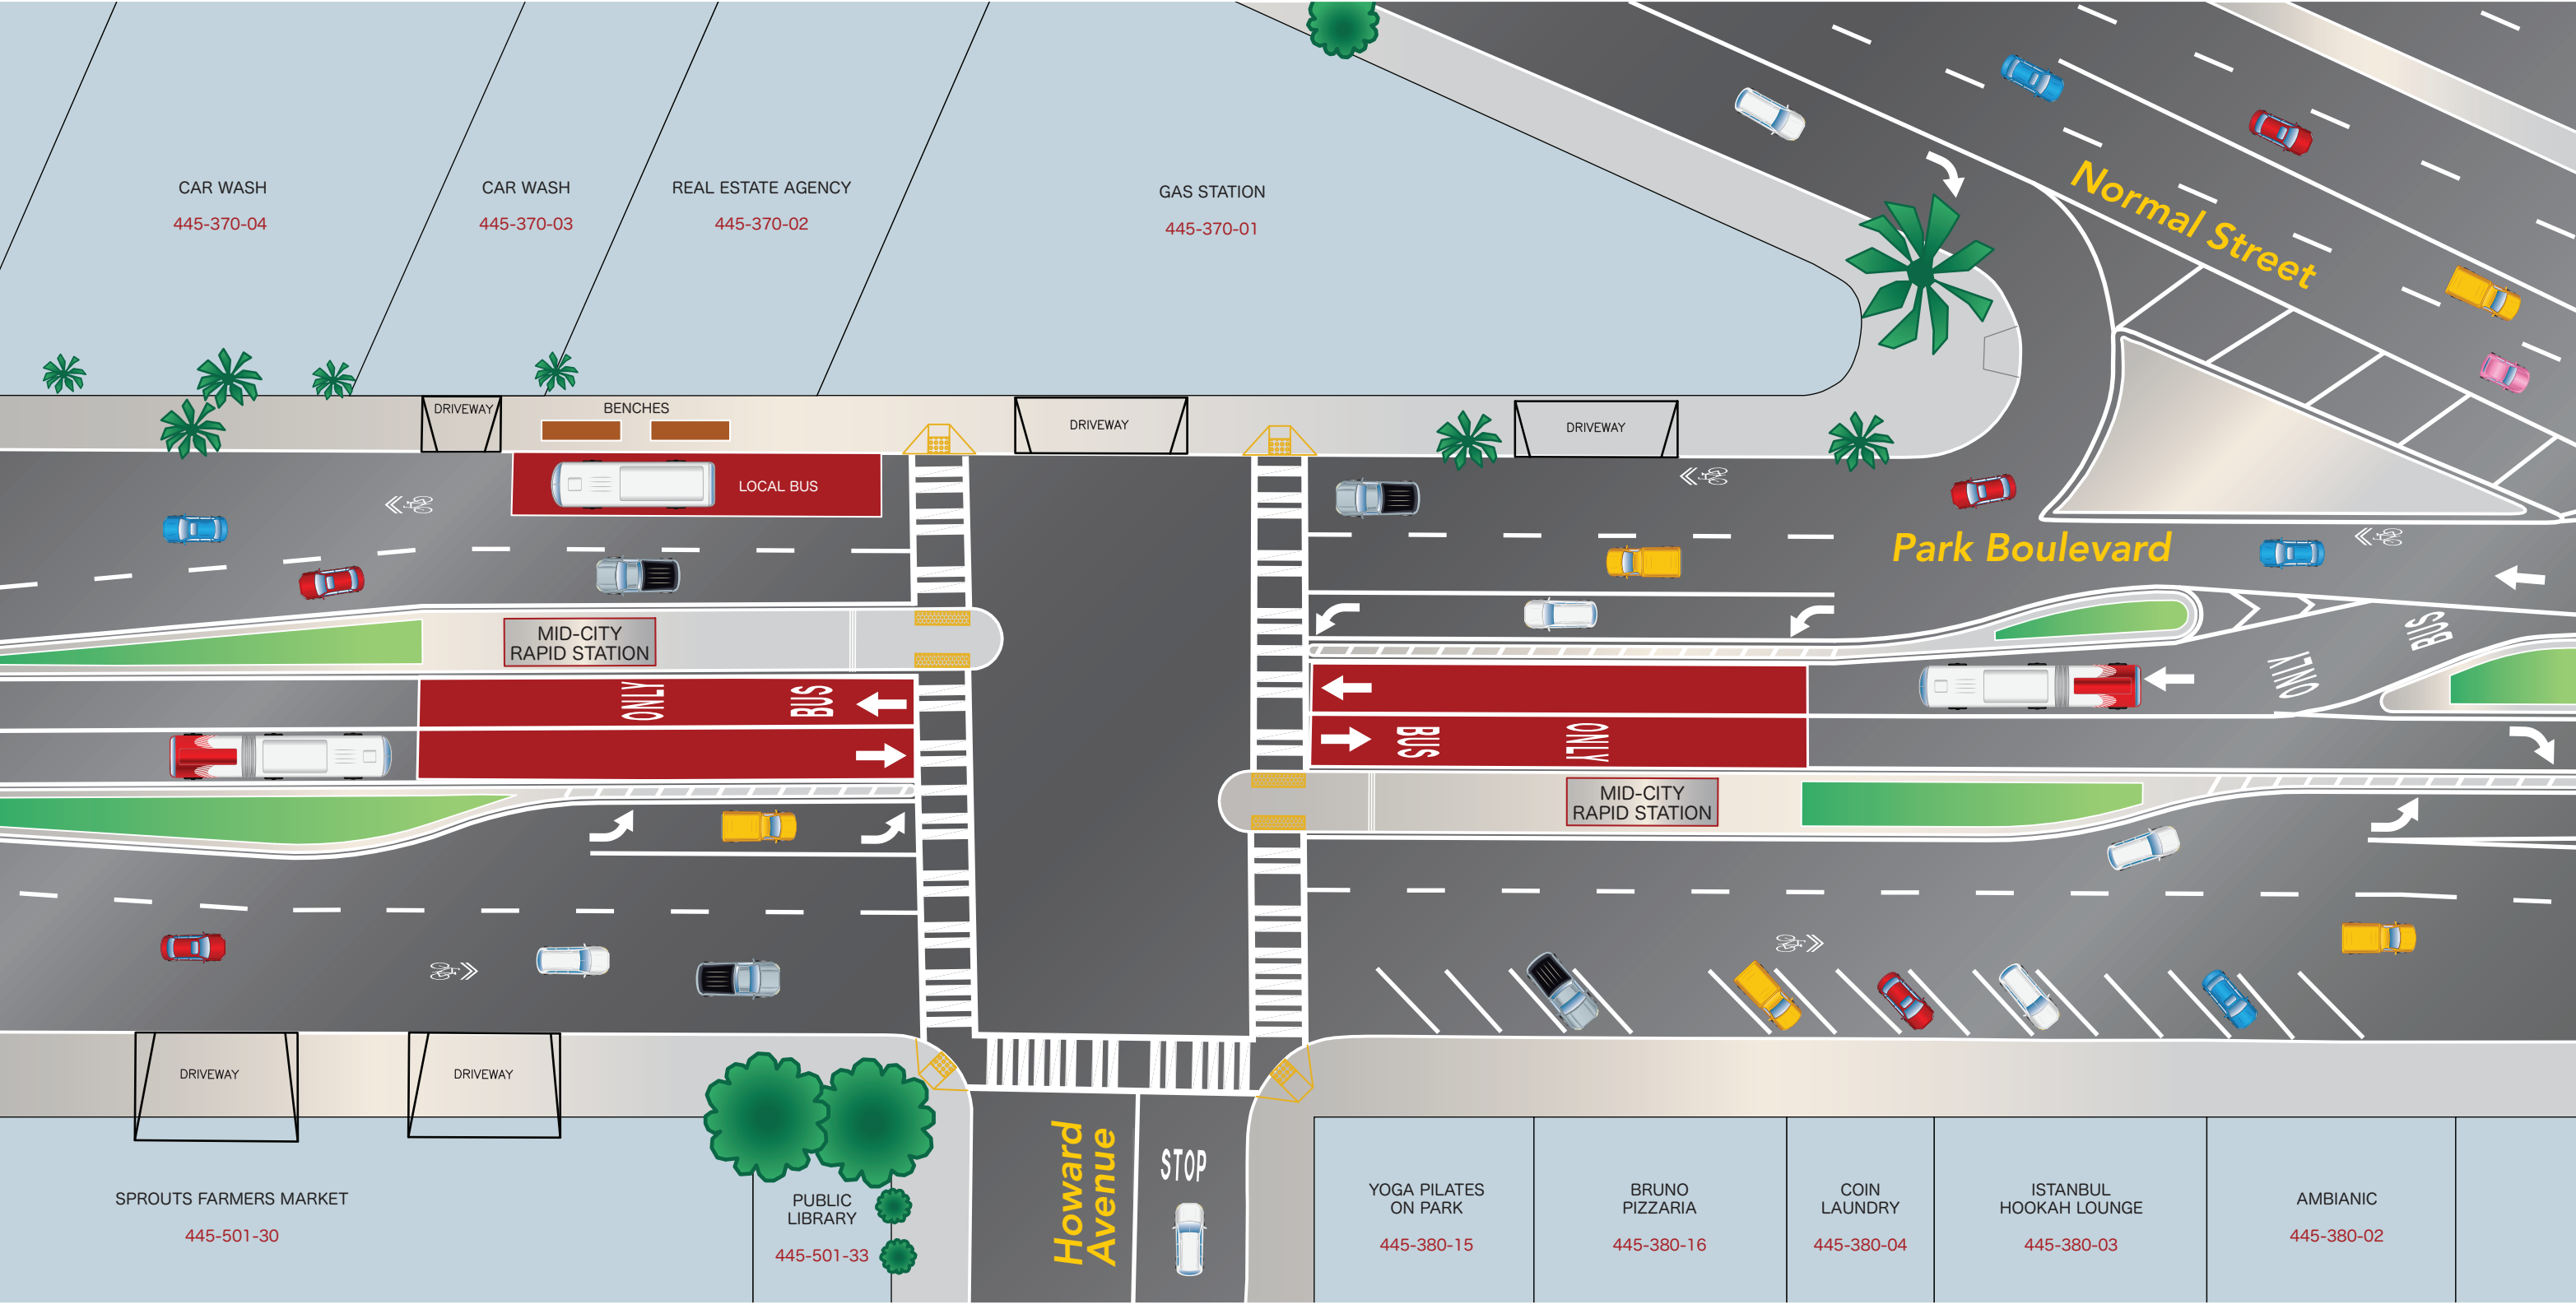 CAR WASH
445-370-04
CAR WASH
445-370-03
REAL ESTATE AGENCY
445-370-02
GAS STATION
445-370-01
Normal Street
DRIVEWAY
BENCHES
DRIVEWAY
DRIVEWAY
LOCAL BUS
Park Boulevard
MID-CITY
RAPID STATION
BUS
ONLY
ONLY
BUS
BUS
ONLY
MID-CITY
RAPID STATION
DRIVEWAY
DRIVEWAY
Howard
Avenue
STOP
SPROUTS FARMERS MARKET
445-501-30
PUBLIC
LIBRARY
445-501-33
YOGA PILATES
ON PARK
445-380-15
BRUNO
PIZZARIA
445-380-16
COIN
LAUNDRY
445-380-04
ISTANBUL
HOOKAH LOUNGE
445-380-03
AMBIANIC
445-380-02